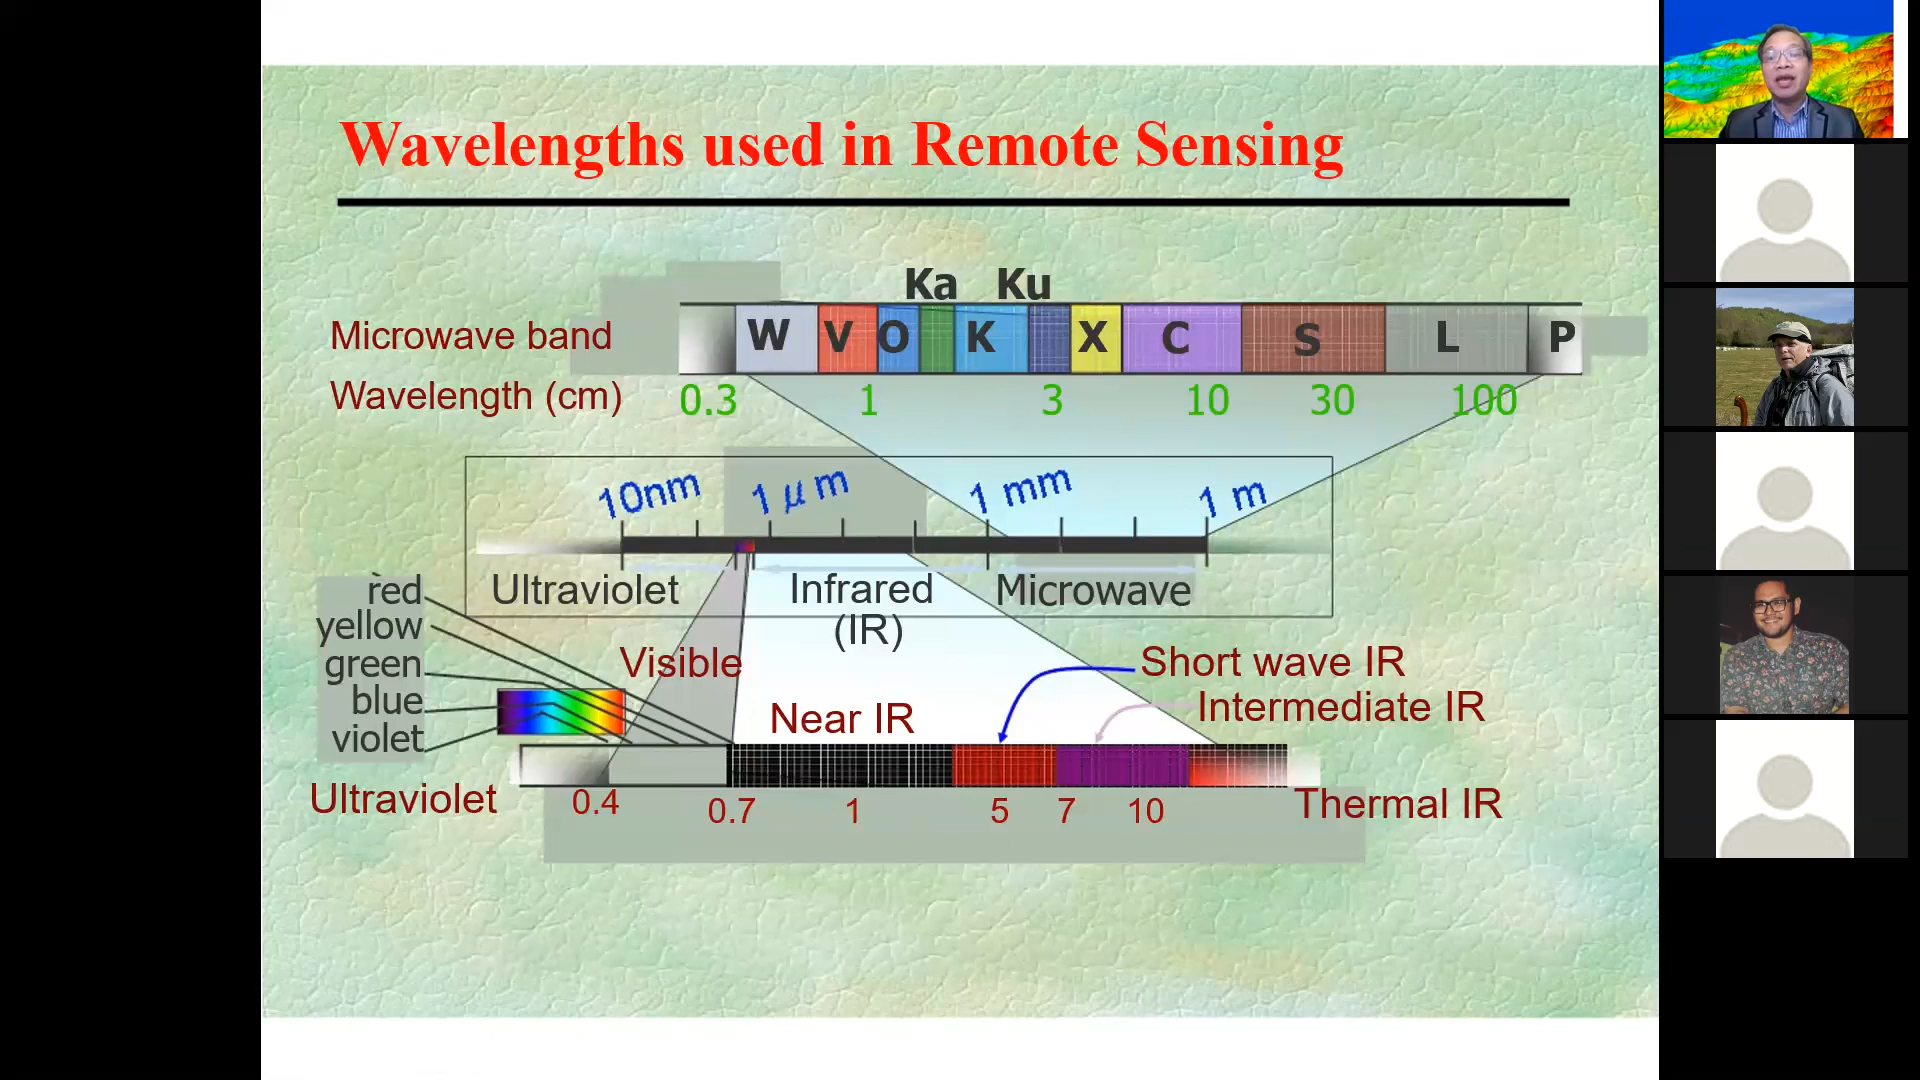 Wavelengths used in Remote Sensing
Ka Ku
Microwave band W V O K X C S L P
Wavelength (cm) 0.3 1 3 10 30 100
10nm 1 μm 1 mm 1 m
Ultraviolet Infrared (IR) Microwave
red
yellow
green
blue
violet
Visible
Short wave IR
Near IR
Intermediate IR
Ultraviolet 0.4 0.7 1 5 7 10 Thermal IR